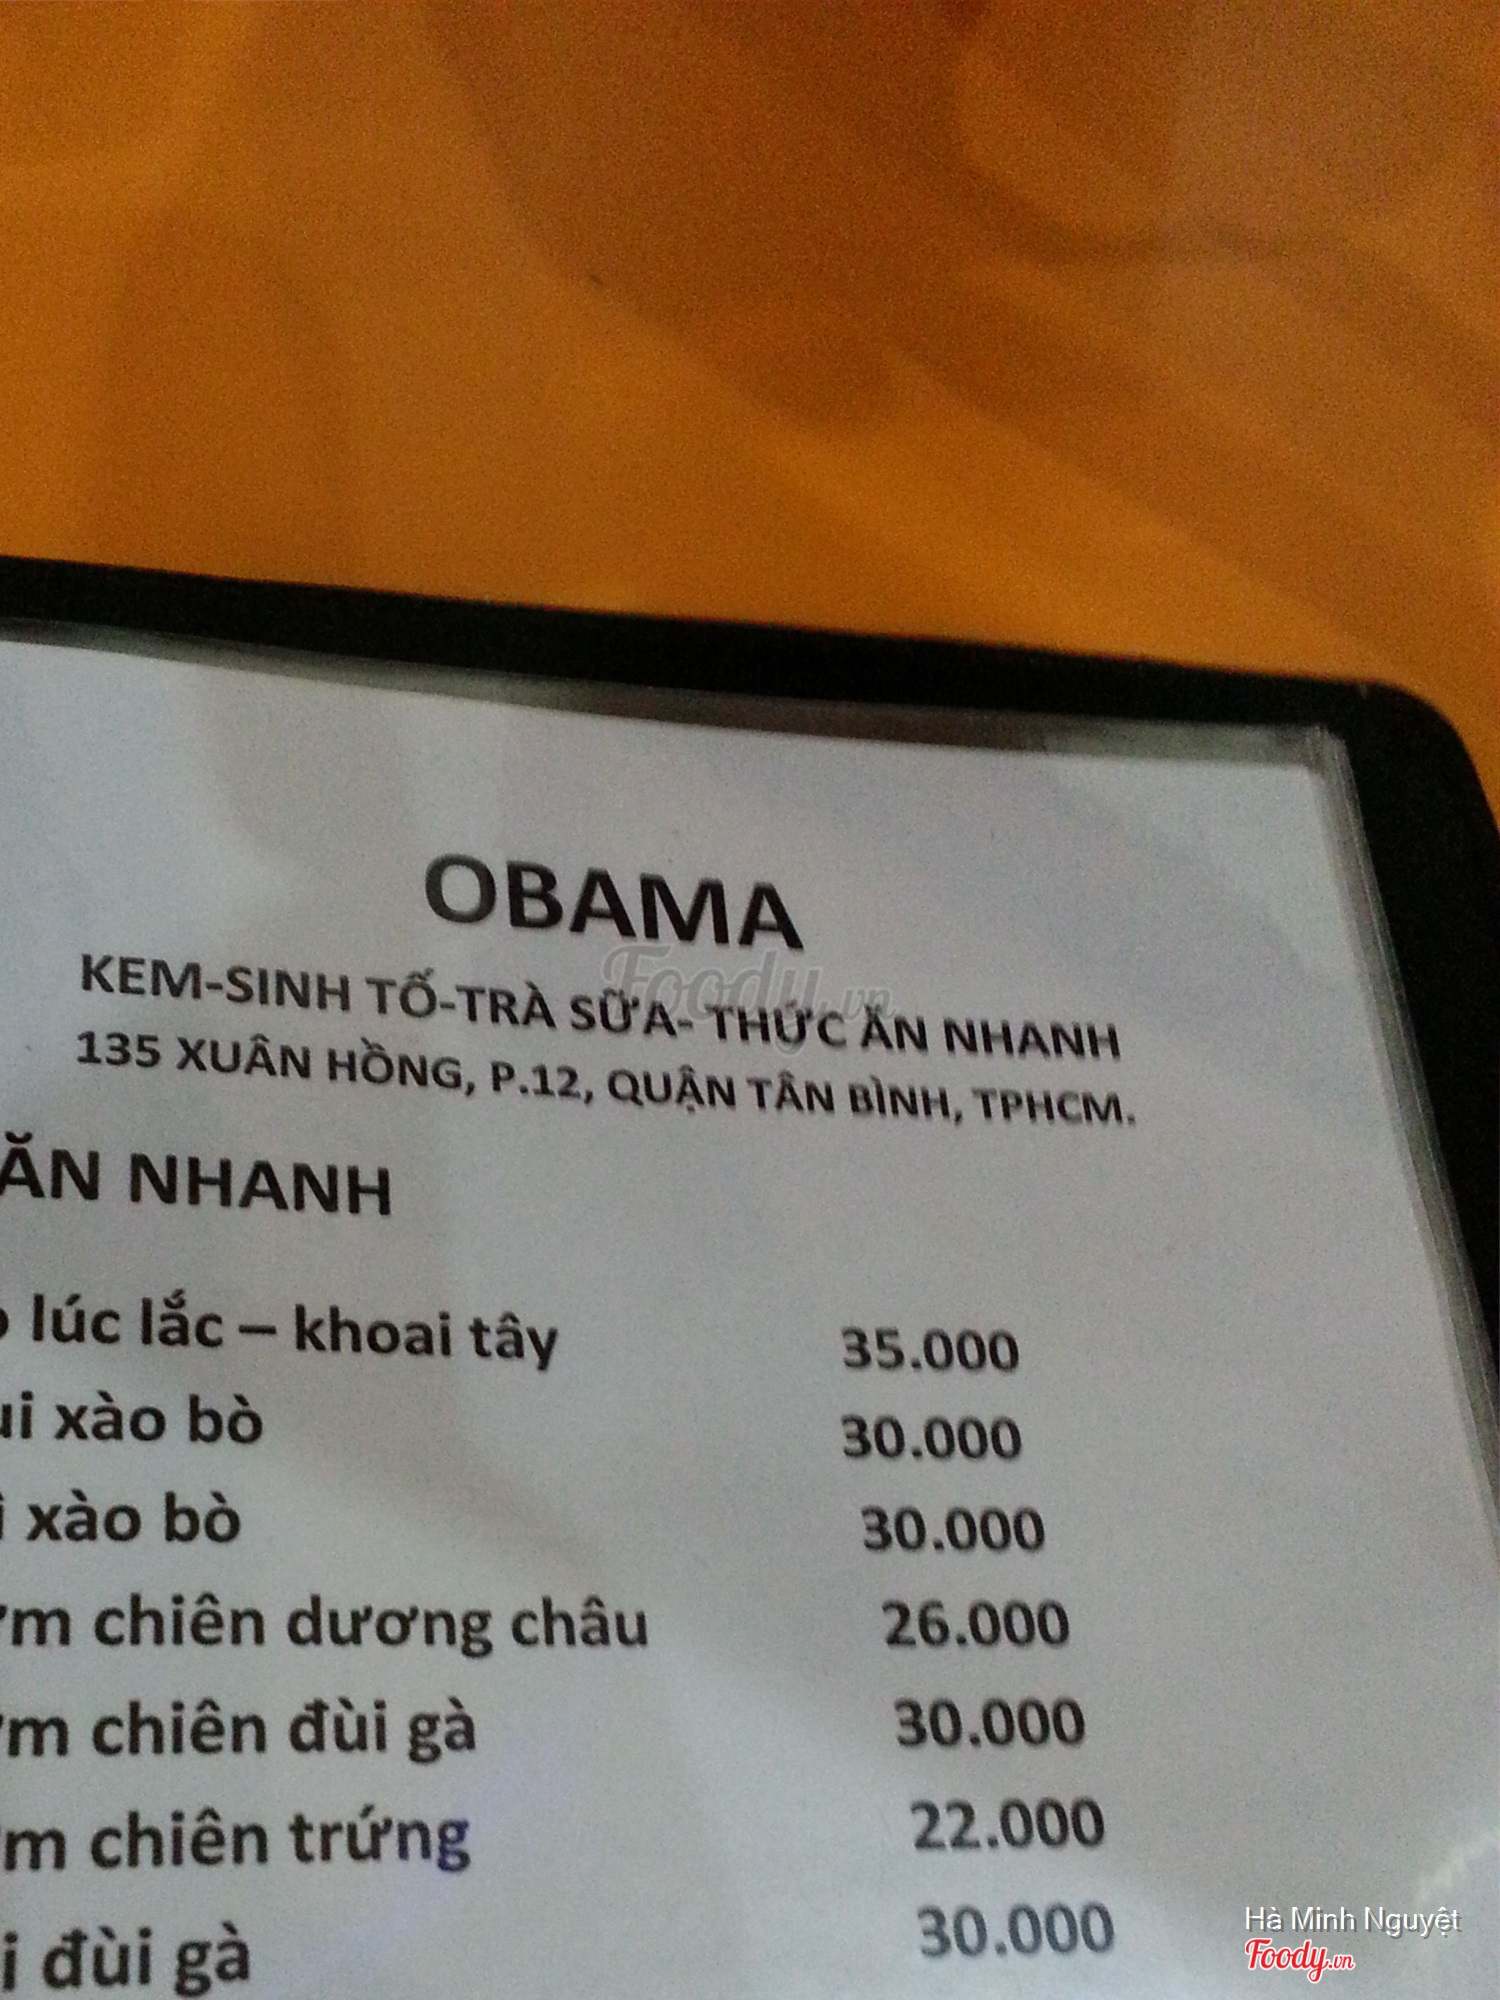 OBAMA
KEM-SINH TỐ-TRÀ SỮA- THỨC ĂN NHANH
135 XUÂN HỒNG, P.12, QUẬN TÂN BÌNH, TPHCM.
ĂN NHANH
lúc lắc – khoai tây 35.000
xào bò 30.000
xào bò 30.000
chiên dương châu 26.000
chiên đùi gà 30.000
chiên trứng 22.000
đùi gà 30.000
Foody.vn
Hà Minh Nguyệt
Foody.vn